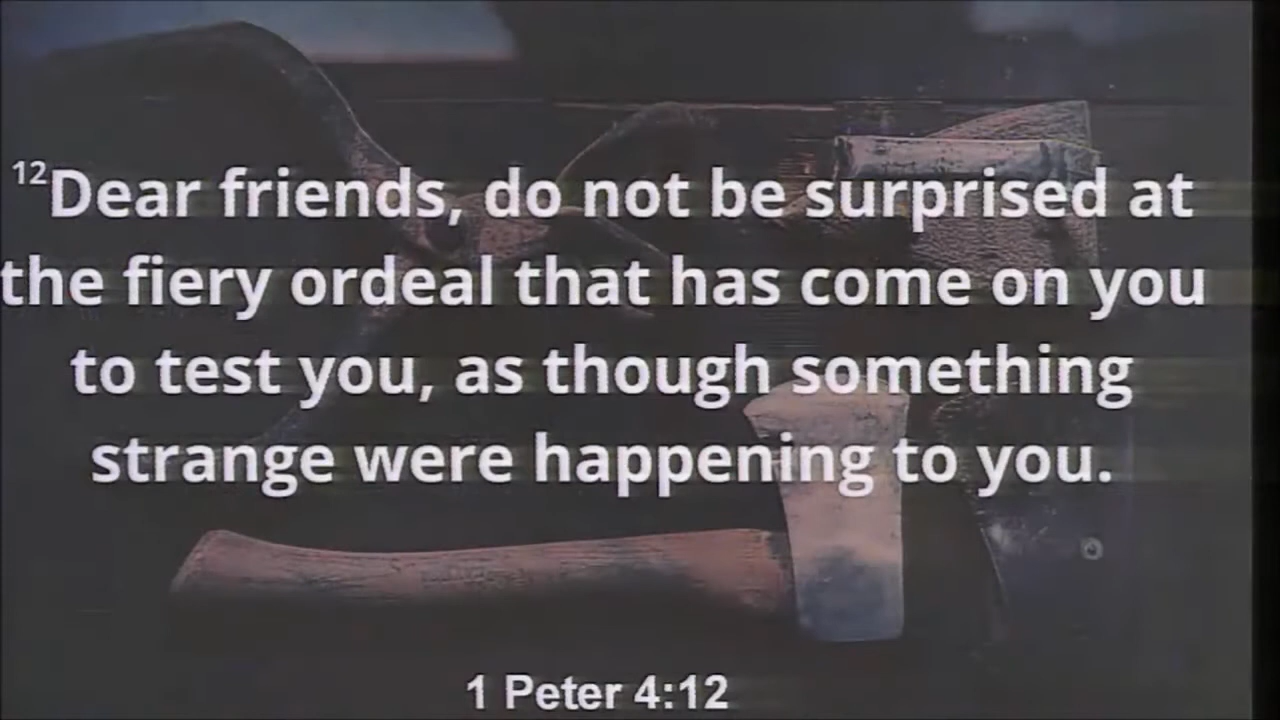 12Dear friends, do not be surprised at
the fiery ordeal that has come on you
to test you, as though something
strange were happening to you.
1 Peter 4:12